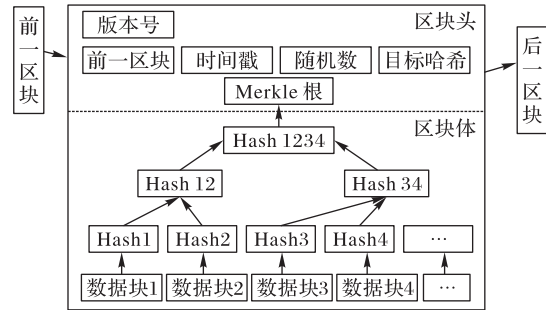 前一区块
区块头
版本号
前一区块 时间戳 随机数 目标哈希
Merkle 根
后一区块
区块体
Hash 1234
Hash 12 Hash 34
Hash1 Hash2 Hash3 Hash4 …
数据块1 数据块2 数据块3 数据块4 …